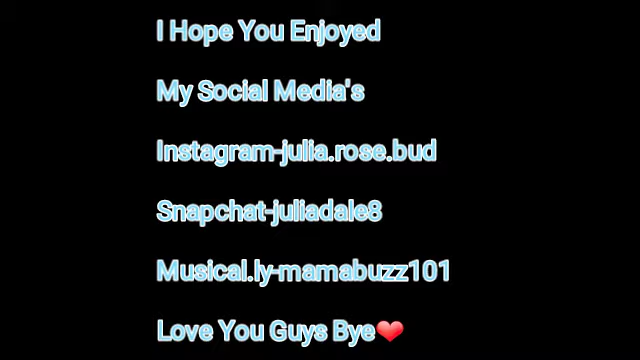 I Hope You Enjoyed
My Social Media's
Instagram-julia.rose.bud
Snapchat-juliadale8
Musical.ly-mamabuzz101
Love You Guys Bye❤